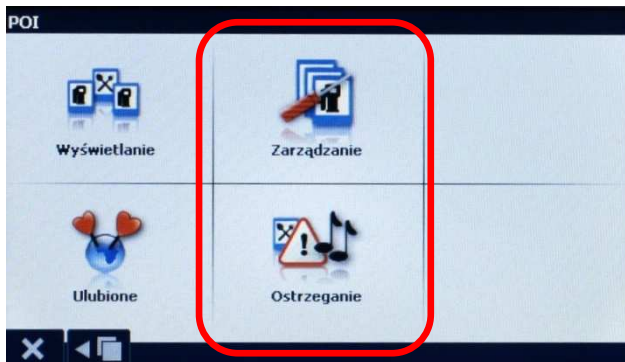 POI
Wyświetlanie
Zarządzanie
Ulubione
Ostrzeganie